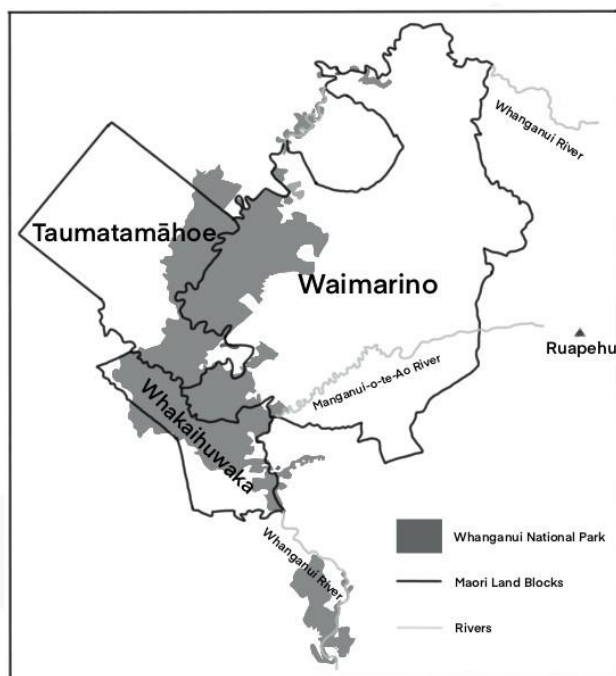 Whanganui River
Taumatamāhoe
Waimarino
Ruapehu
Manganui-o-te-Ao River
Whakaihuwaka
Whanganui River
Whanganui National Park
Maori Land Blocks
Rivers